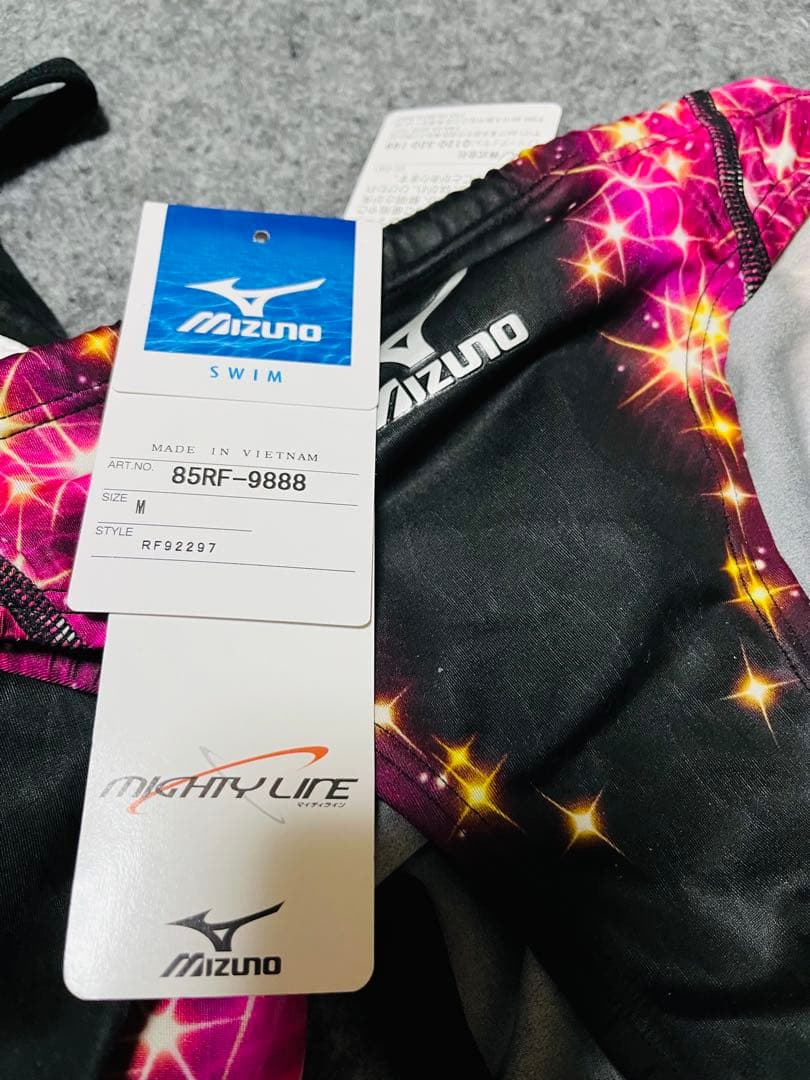 MIZUNO
SWIM
MIZUNO
MADE IN VIETNAM
ART.NO. 85RF-9888
SIZE M
STYLE RF92297
MIGHTY LINE
マイティライン
MIZUNO